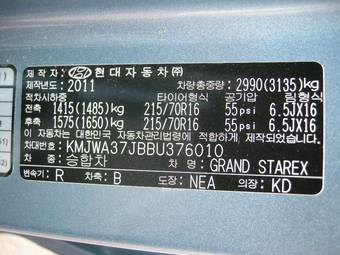 제 작 자 : 현대자동차㈜
제작년도: 2011 차량총중량: 2990(3135)kg
적차시하중 타이어형식 공기압 림형식
전축 1415(1485)kg 215/70R16 55psi 6.5JX16
후축 1575(1650)kg 215/70R16 55psi 6.5JX16
이 자동차는 대한민국 자동차관리법령에 적합하게 제작되었습니다.
차대번호: KMJWA37JBBU376010
차 종: 승합차 차 명: GRAND STAREX
변속기: R 차축: B 도장: NEA 의장: KD